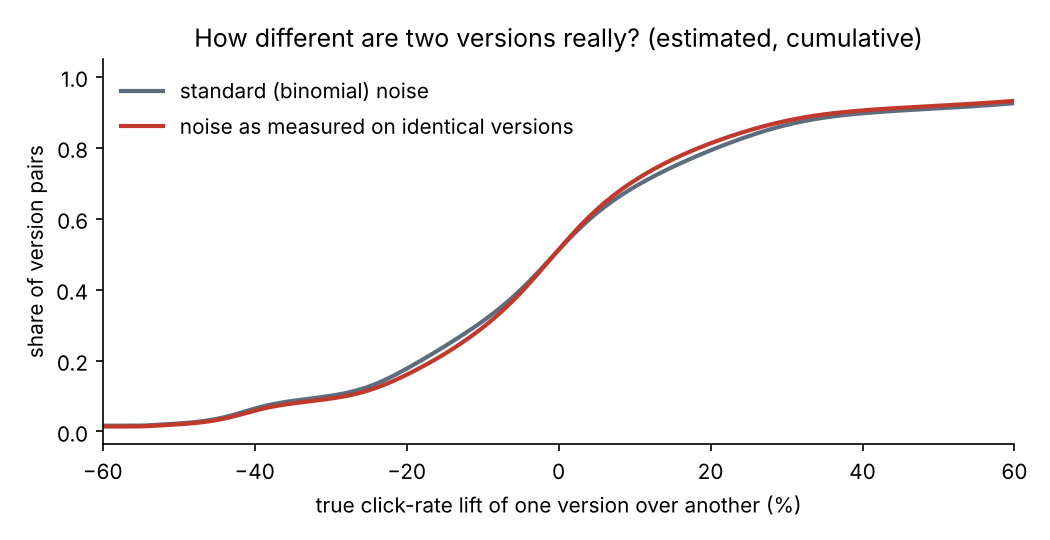 How different are two versions really? (estimated, cumulative)
standard (binomial) noise
noise as measured on identical versions
share of version pairs
1.0
0.8
0.6
0.4
0.2
0.0
−60
−40
−20
0
20
40
60
true click-rate lift of one version over another (%)